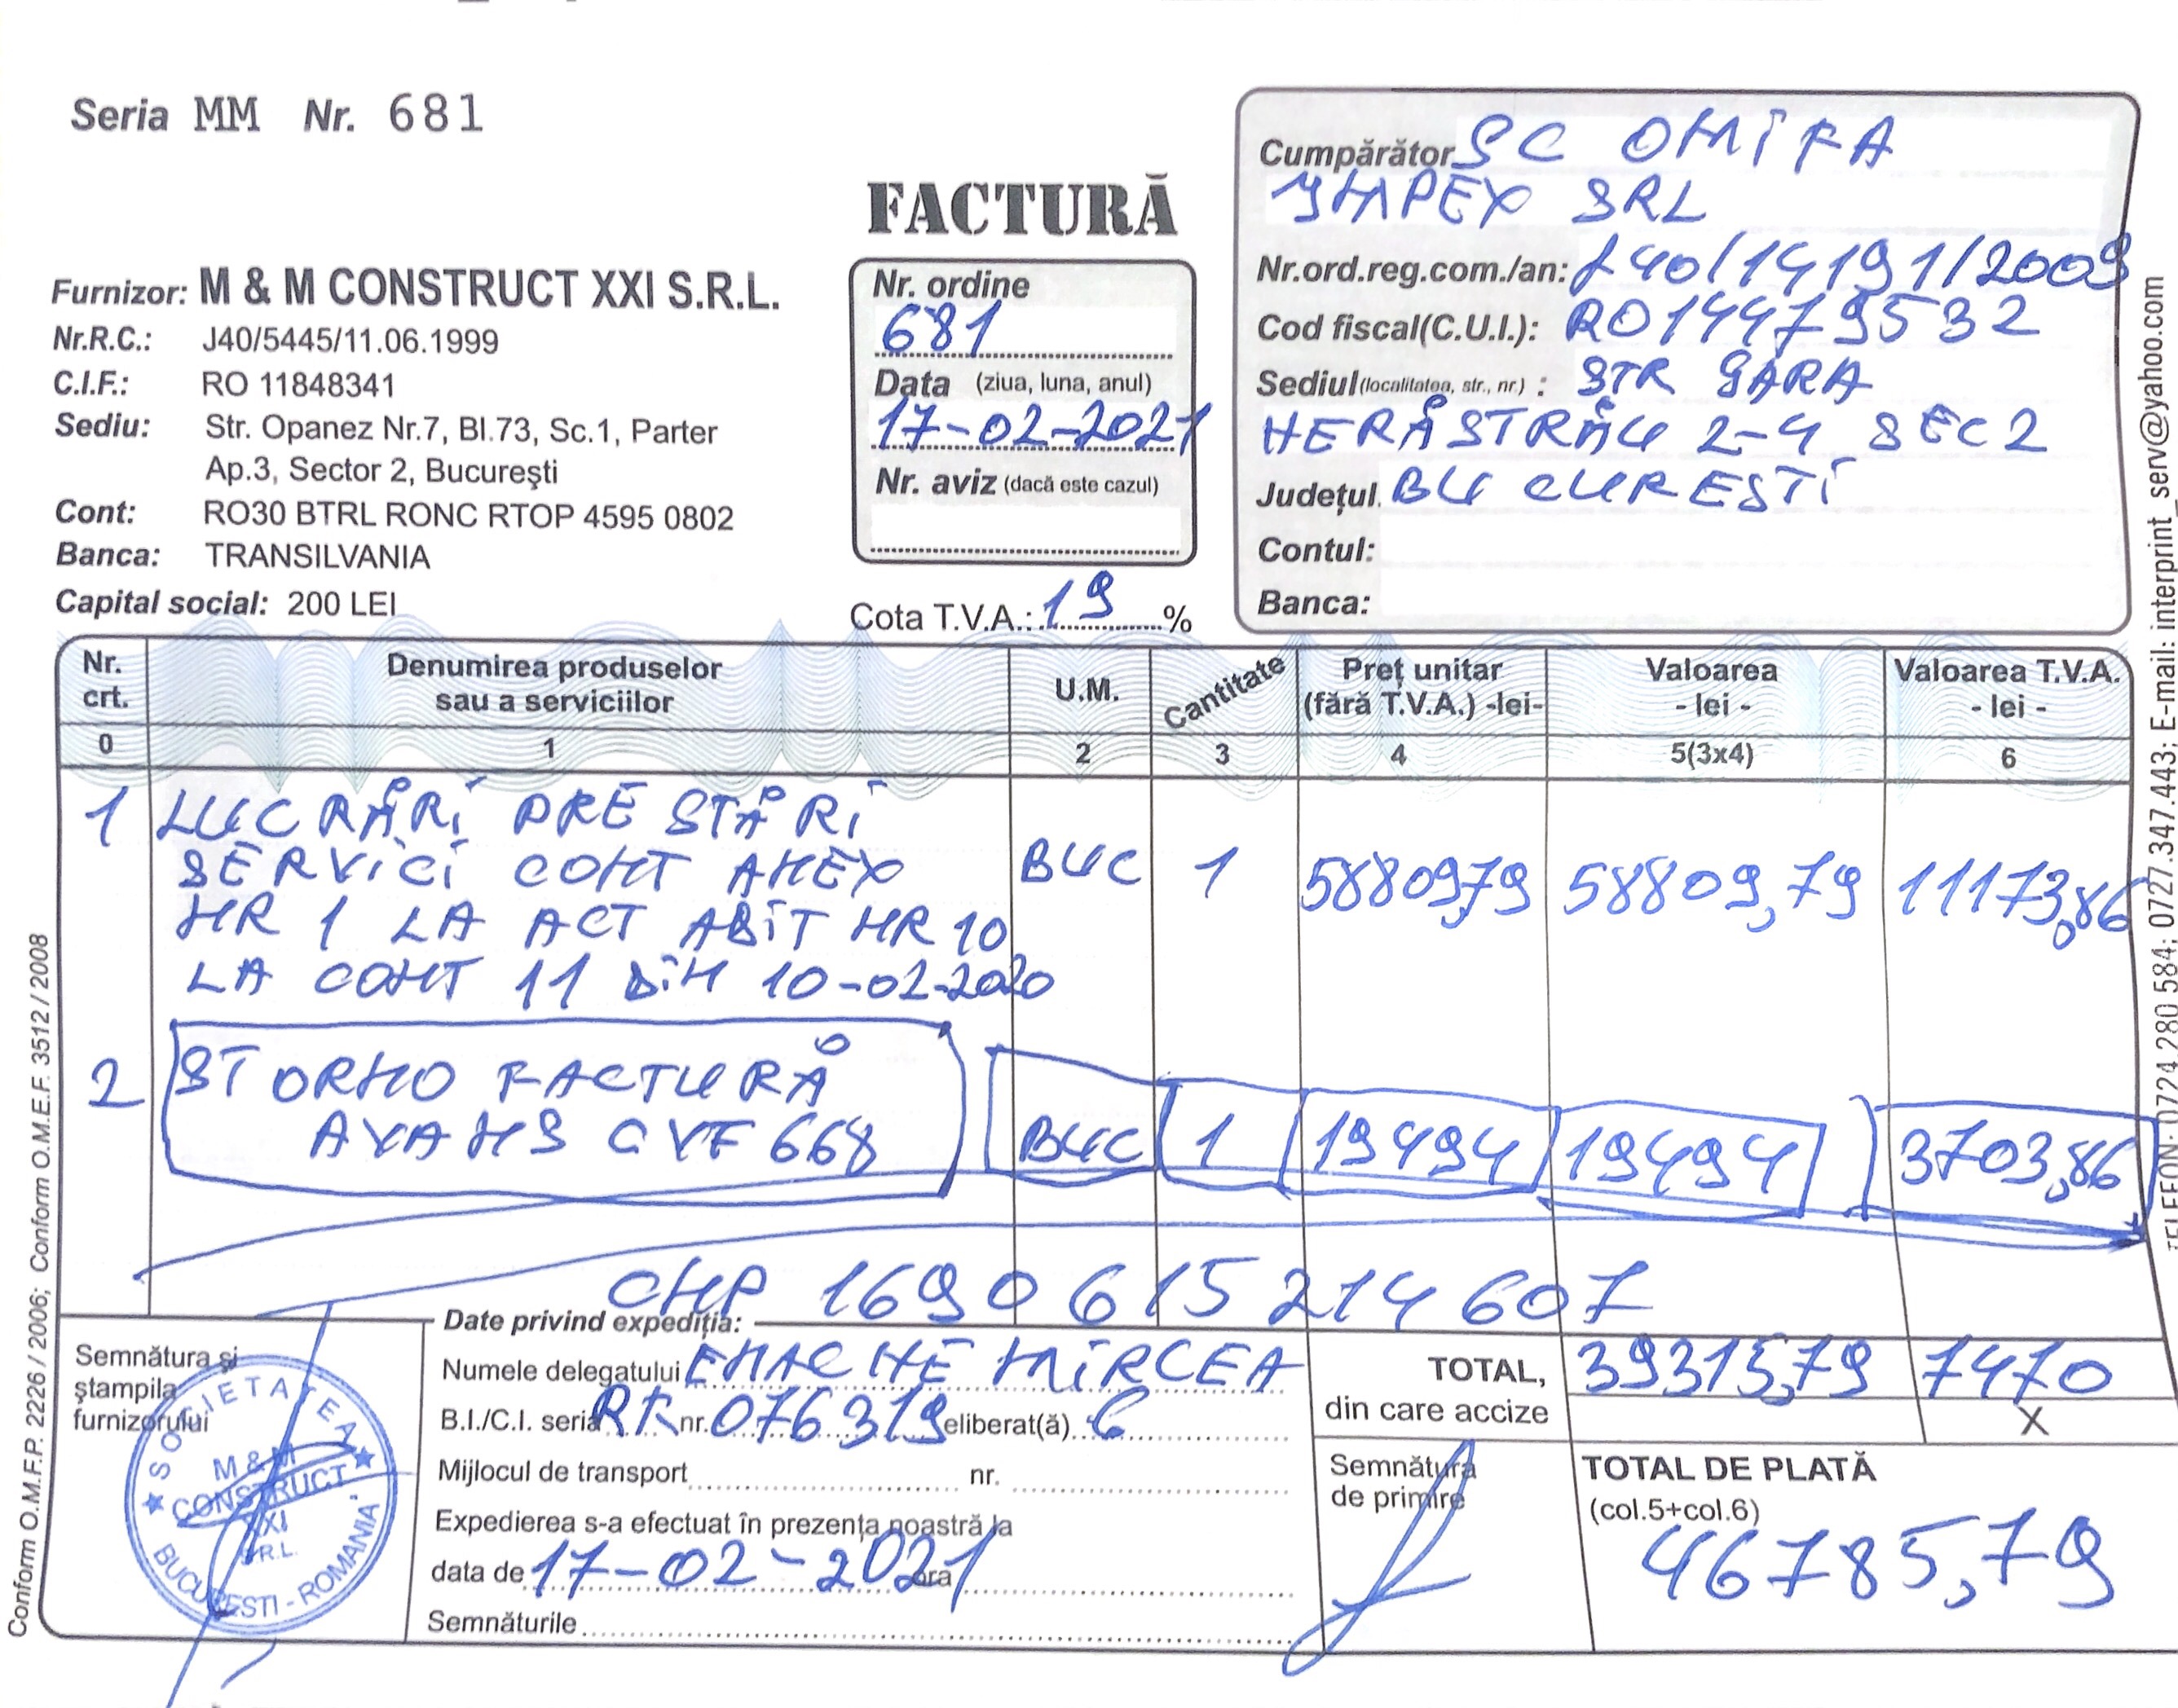 Seria MM Nr. 681
FACTURĂ
Furnizor: M & M CONSTRUCT XXI S.R.L.
Nr.R.C.: J40/5445/11.06.1999
C.I.F.: RO 11848341
Sediu: Str. Opanez Nr.7, Bl.73, Sc.1, Parter
Ap.3, Sector 2, Bucureşti
Cont: RO30 BTRL RONC RTOP 4595 0802
Banca: TRANSILVANIA
Capital social: 200 LEI
Nr. ordine
681
Data (ziua, luna, anul)
17-02-2021
Nr. aviz (dacă este cazul)
Cota T.V.A.: 19 %
Cumpărător SC OMIFA
IMPEX SRL
Nr.ord.reg.com./an: J40/14191/2009
Cod fiscal(C.U.I.): RO14479532
Sediul (localitatea, str., nr.) : STR GARA
HERĂSTRĂU 2-4 SEC 2
Judeţul. BUCUREŞTI
Contul:
Banca:
Nr. crt.
Denumirea produselor sau a serviciilor
U.M.
Cantitate
Preţ unitar (fără T.V.A.) -lei-
Valoarea - lei -
Valoarea T.V.A. - lei -
0 1 2 3 4 5(3x4) 6
1 LUCRĂRI PRESTĂRI
SERVICI CONT ANEX BUC 1 58809,79 58809,79 11173,86
NR 1 LA ACT ADIT NR 10
LA CONT 11 DIN 10-02-2020
2 STORNO FACTURĂ
AVANS CVF 668 BUC 1 19494 19494 3703,86
CNP 1690615214607
Semnătura şi
ştampila
furnizorului
SOCIETATEA
M & M
CONSTRUCT
XXI
S.R.L.
BUCUREŞTI - ROMANIA
Date privind expediţia:
Numele delegatului ENACHE MIRCEA
B.I./C.I. seria RK nr. 076319 eliberat(ă)
Mijlocul de transport nr.
Expedierea s-a efectuat în prezenţa noastră la
data de 17-02-2021 ora
Semnăturile
TOTAL, 39315,79 7470
din care accize X
Semnătura
de primire
TOTAL DE PLATĂ
(col.5+col.6)
46785,79
Conform O.M.F.P. 2226 / 2006; Conform O.M.E.F. 3512 / 2008
TELEFON: 0724.280.584; 0727.347.443; E-mail: interprint_serv@yahoo.com